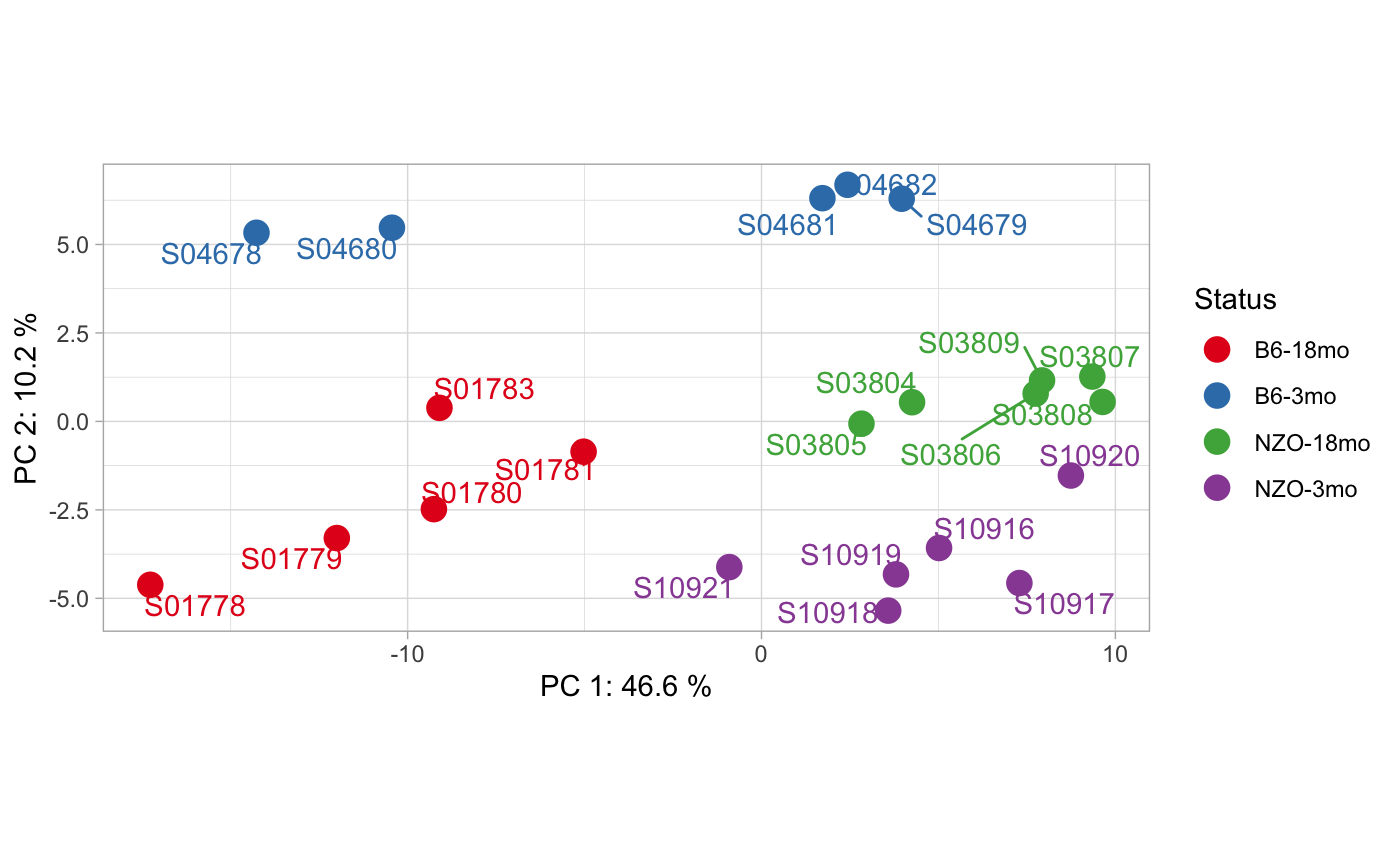 S04682
S04681
S04679
S04678
S04680
5.0
2.5
0.0
-2.5
-5.0
PC 2: 10.2 %
S03809
S03807
S03804
S01783
S03808
S03805
S03806
S10920
S01781
S01780
S10916
S10919
S01779
S10921
S01778
S10917
S10918
-10
0
10
PC 1: 46.6 %
Status
B6-18mo
B6-3mo
NZO-18mo
NZO-3mo